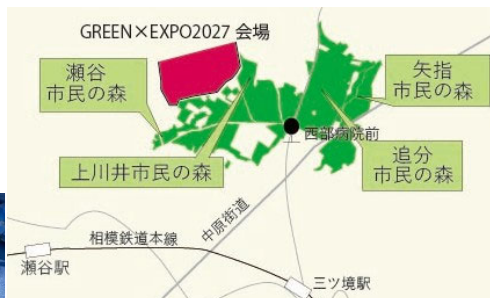 GREEN×EXPO2027 会場
瀬谷
市民の森
矢指
市民の森
西部病院前
上川井市民の森
追分
市民の森
中原街道
相模鉄道本線
瀬谷駅
三ツ境駅